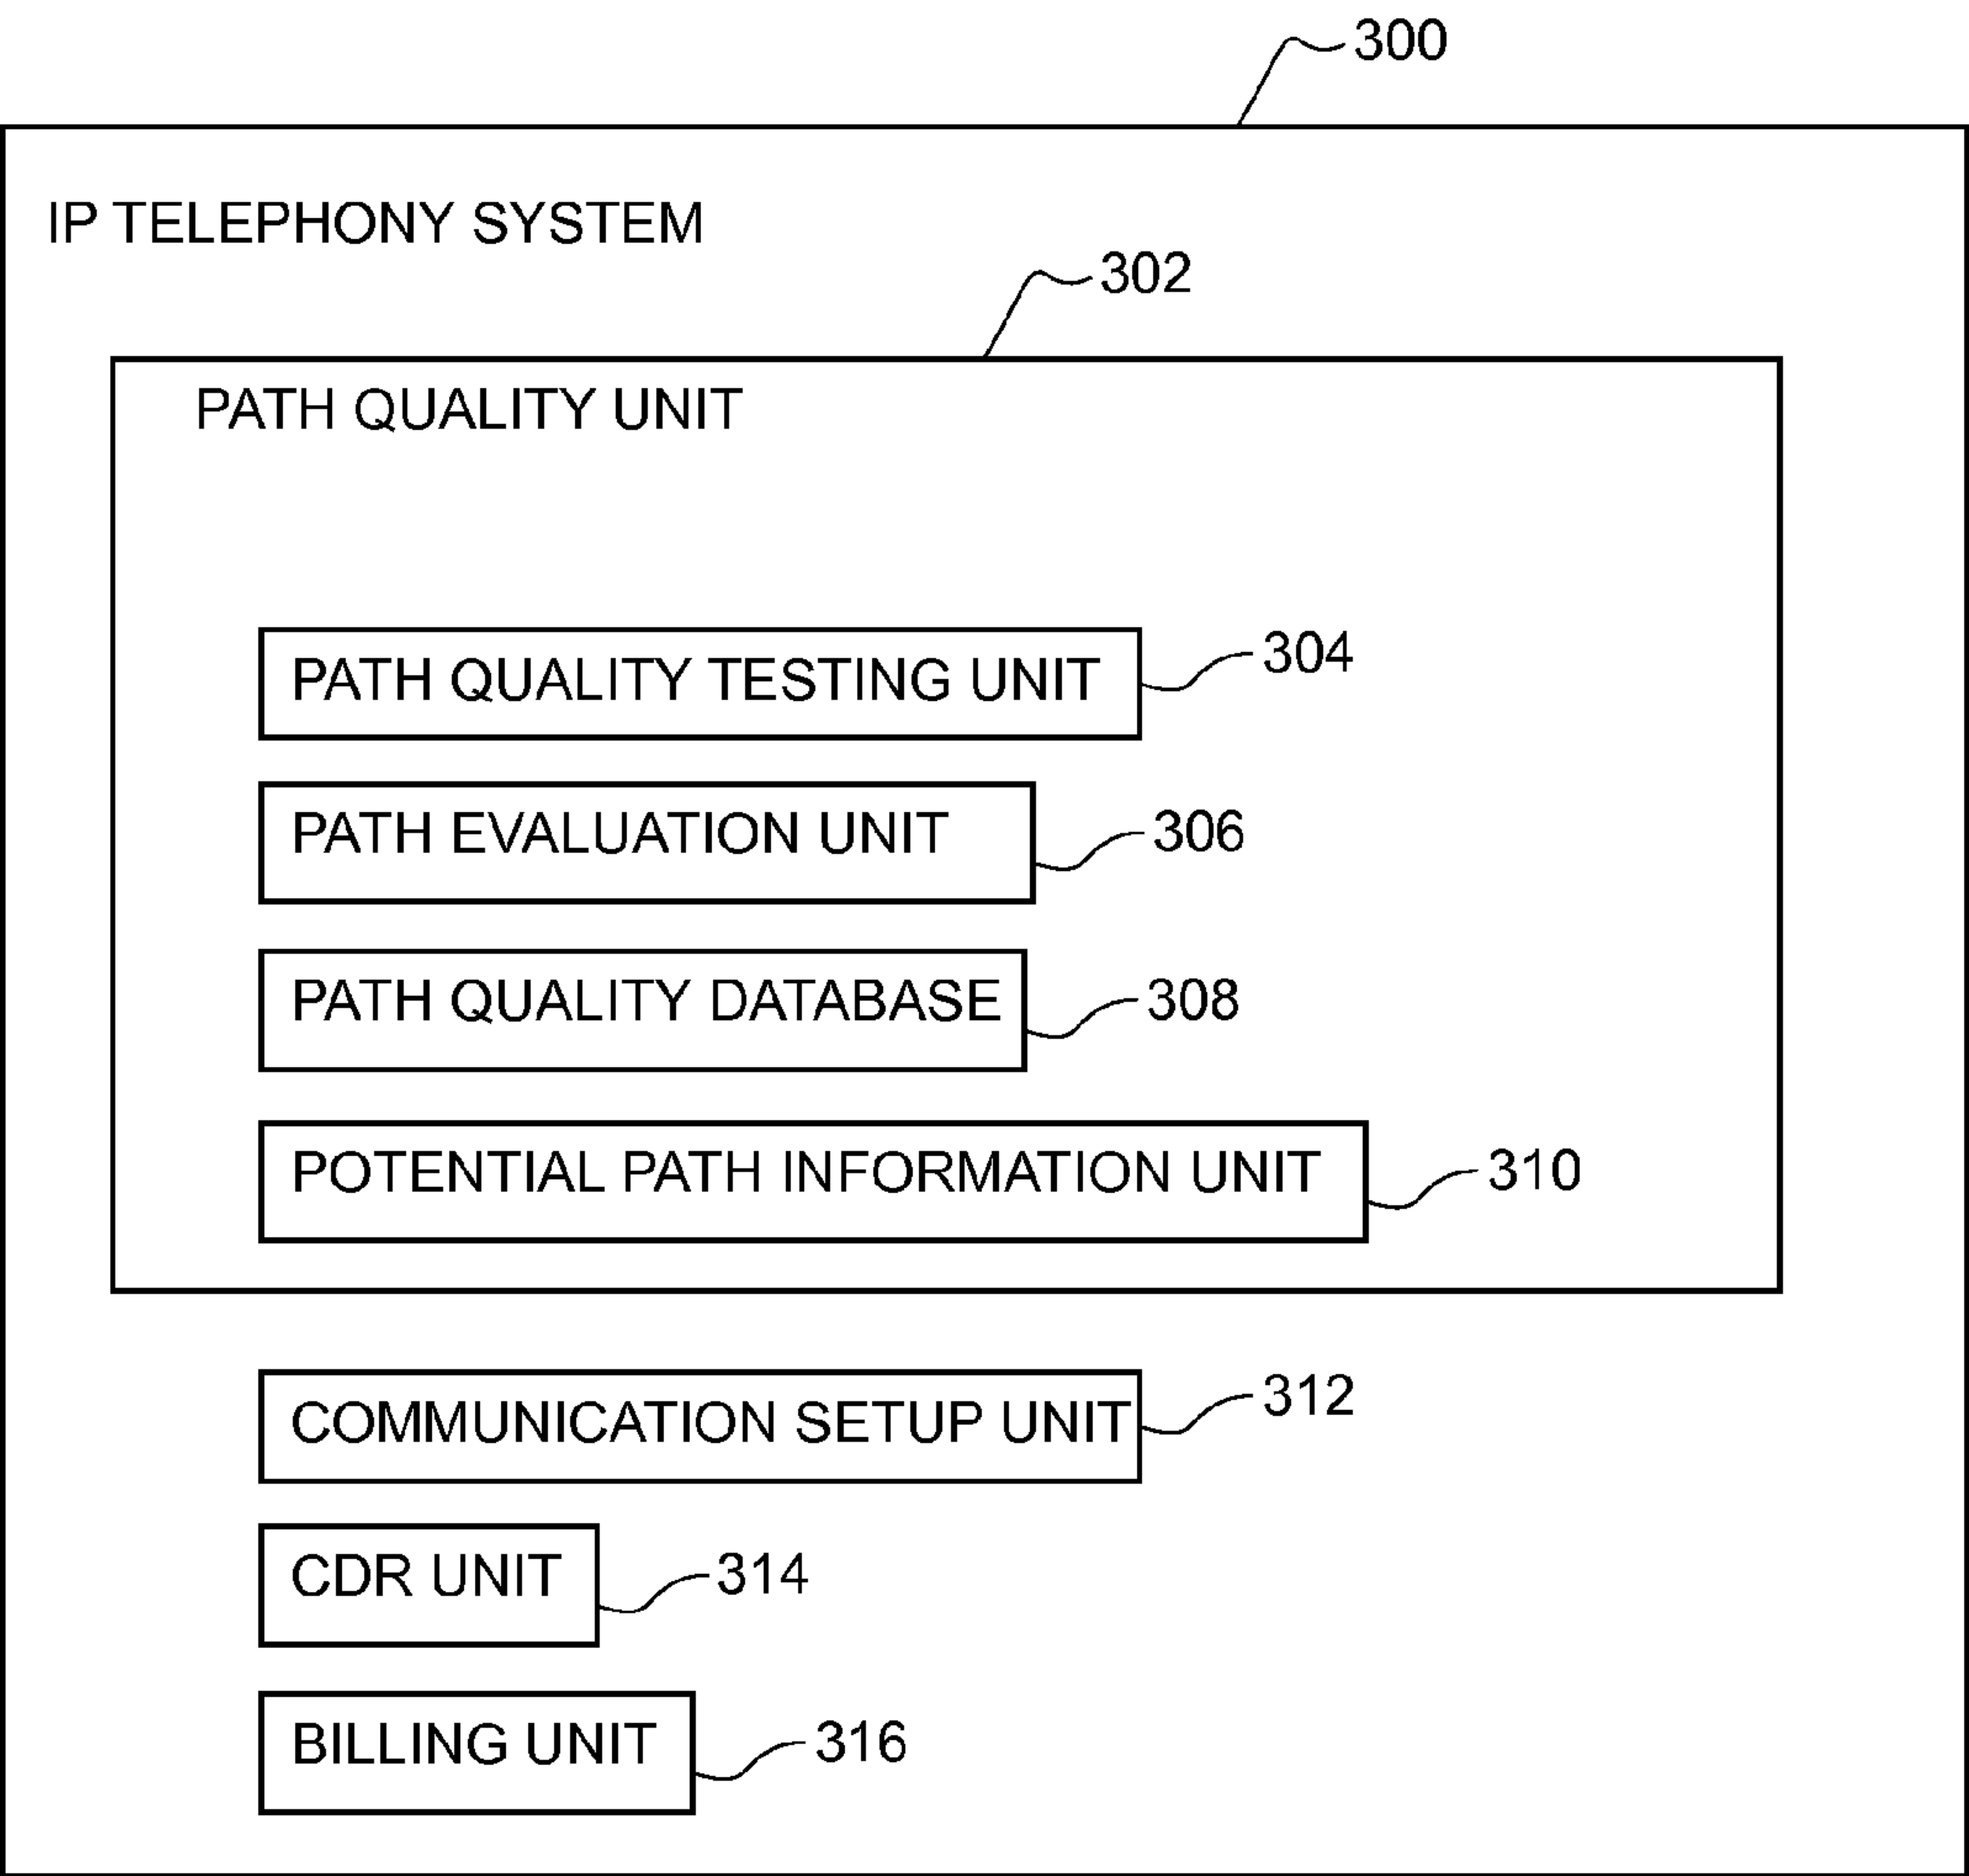 300
IP TELEPHONY SYSTEM
302
PATH QUALITY UNIT
PATH QUALITY TESTING UNIT 304
PATH EVALUATION UNIT 306
PATH QUALITY DATABASE 308
POTENTIAL PATH INFORMATION UNIT 310
COMMUNICATION SETUP UNIT 312
CDR UNIT 314
BILLING UNIT 316